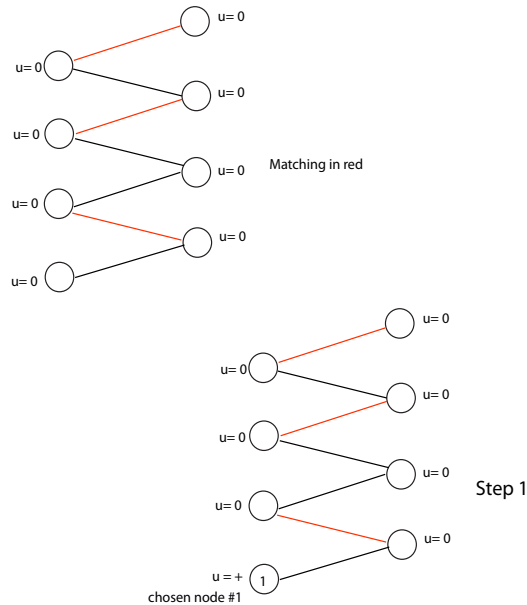 u= 0
u= 0
u= 0
u= 0
u= 0
Matching in red
u= 0
u= 0
u= 0
u= 0
u= 0
u= 0
u= 0
u= 0
u= 0
Step 1
u= 0
u= 0
u = +
1
chosen node #1